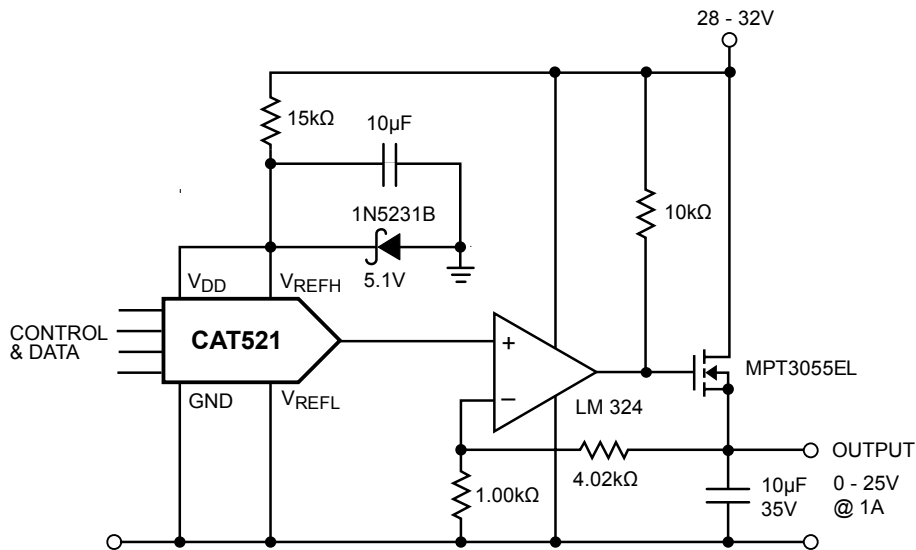 28 - 32V
15kΩ
10µF
1N5231B
5.1V
10kΩ
VDD
VREFH
CONTROL
& DATA
CAT521
GND
VREFL
+
–
LM 324
MPT3055EL
1.00kΩ
4.02kΩ
10µF
35V
OUTPUT
0 - 25V
@ 1A